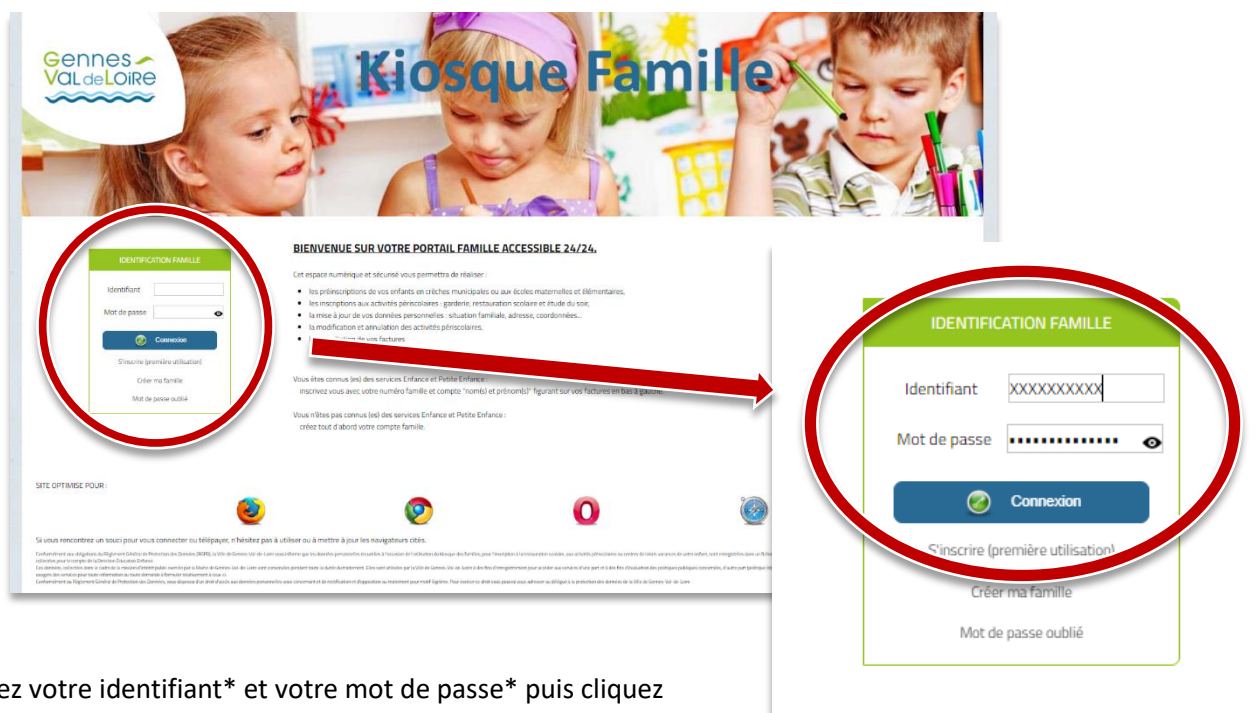 Gennes
Val de Loire
Kiosque Famille
IDENTIFICATION FAMILLE
Identifiant
Mot de passe
Connexion
S'inscrire (première utilisation)
Créer ma famille
Mot de passe oublié
BIENVENUE SUR VOTRE PORTAIL FAMILLE ACCESSIBLE 24/24.
Cet espace numérique et sécurisé vous permettra de réaliser :
• les préinscriptions de vos enfants en crèches municipales ou aux écoles maternelles et élémentaires,
• les inscriptions aux activités périscolaires : garderie, restauration scolaire et étude du soir,
• la mise à jour de vos données personnelles : situation familiale, adresse, coordonnées...
• la modification et annulation des activités périscolaires,
• de vos factures
Vous êtes connus (es) des services Enfance et Petite Enfance :
inscrivez vous avec votre numéro famille et compte "nom(s) et prénom(s)" figurant sur vos factures en bas à gauche.
Vous n'êtes pas connus (es) des services Enfance et Petite Enfance :
créez tout d'abord votre compte famille.
SITE OPTIMISE POUR :
Si vous rencontrez un souci pour vous connecter ou télépayer, n'hésitez pas à utiliser ou à mettre à jour les navigateurs cités.
IDENTIFICATION FAMILLE
Identifiant XXXXXXXXXX
Mot de passe ••••••••••••••
Connexion
S'inscrire (première utilisation)
Créer ma famille
Mot de passe oublié
ez votre identifiant* et votre mot de passe* puis cliquez